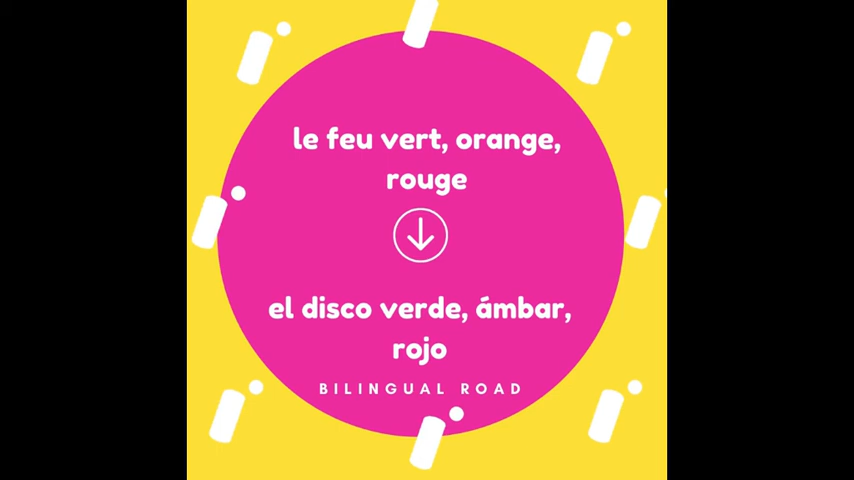 le feu vert, orange,
rouge
el disco verde, ámbar,
rojo
BILINGUAL ROAD